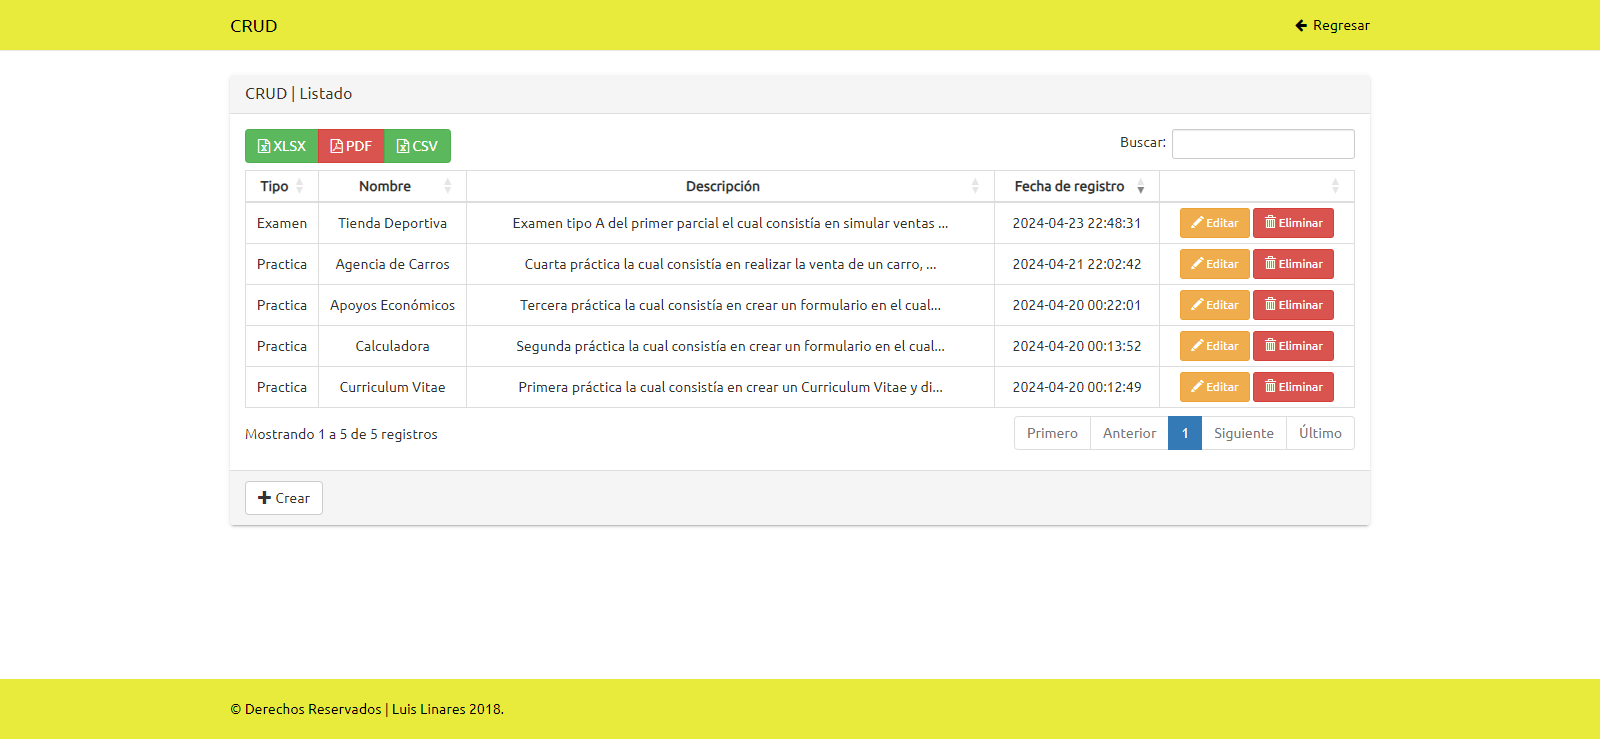 CRUD
Regresar
CRUD | Listado
XLSX PDF CSV
Buscar:
Tipo Nombre Descripción Fecha de registro
Examen Tienda Deportiva Examen tipo A del primer parcial el cual consistía en simular ventas ... 2024-04-23 22:48:31 Editar Eliminar
Practica Agencia de Carros Cuarta práctica la cual consistía en realizar la venta de un carro, ... 2024-04-21 22:02:42 Editar Eliminar
Practica Apoyos Económicos Tercera práctica la cual consistía en crear un formulario en el cual... 2024-04-20 00:22:01 Editar Eliminar
Practica Calculadora Segunda práctica la cual consistía en crear un formulario en el cual... 2024-04-20 00:13:52 Editar Eliminar
Practica Curriculum Vitae Primera práctica la cual consistía en crear un Curriculum Vitae y di... 2024-04-20 00:12:49 Editar Eliminar
Mostrando 1 a 5 de 5 registros
Primero Anterior 1 Siguiente Último
Crear
© Derechos Reservados | Luis Linares 2018.